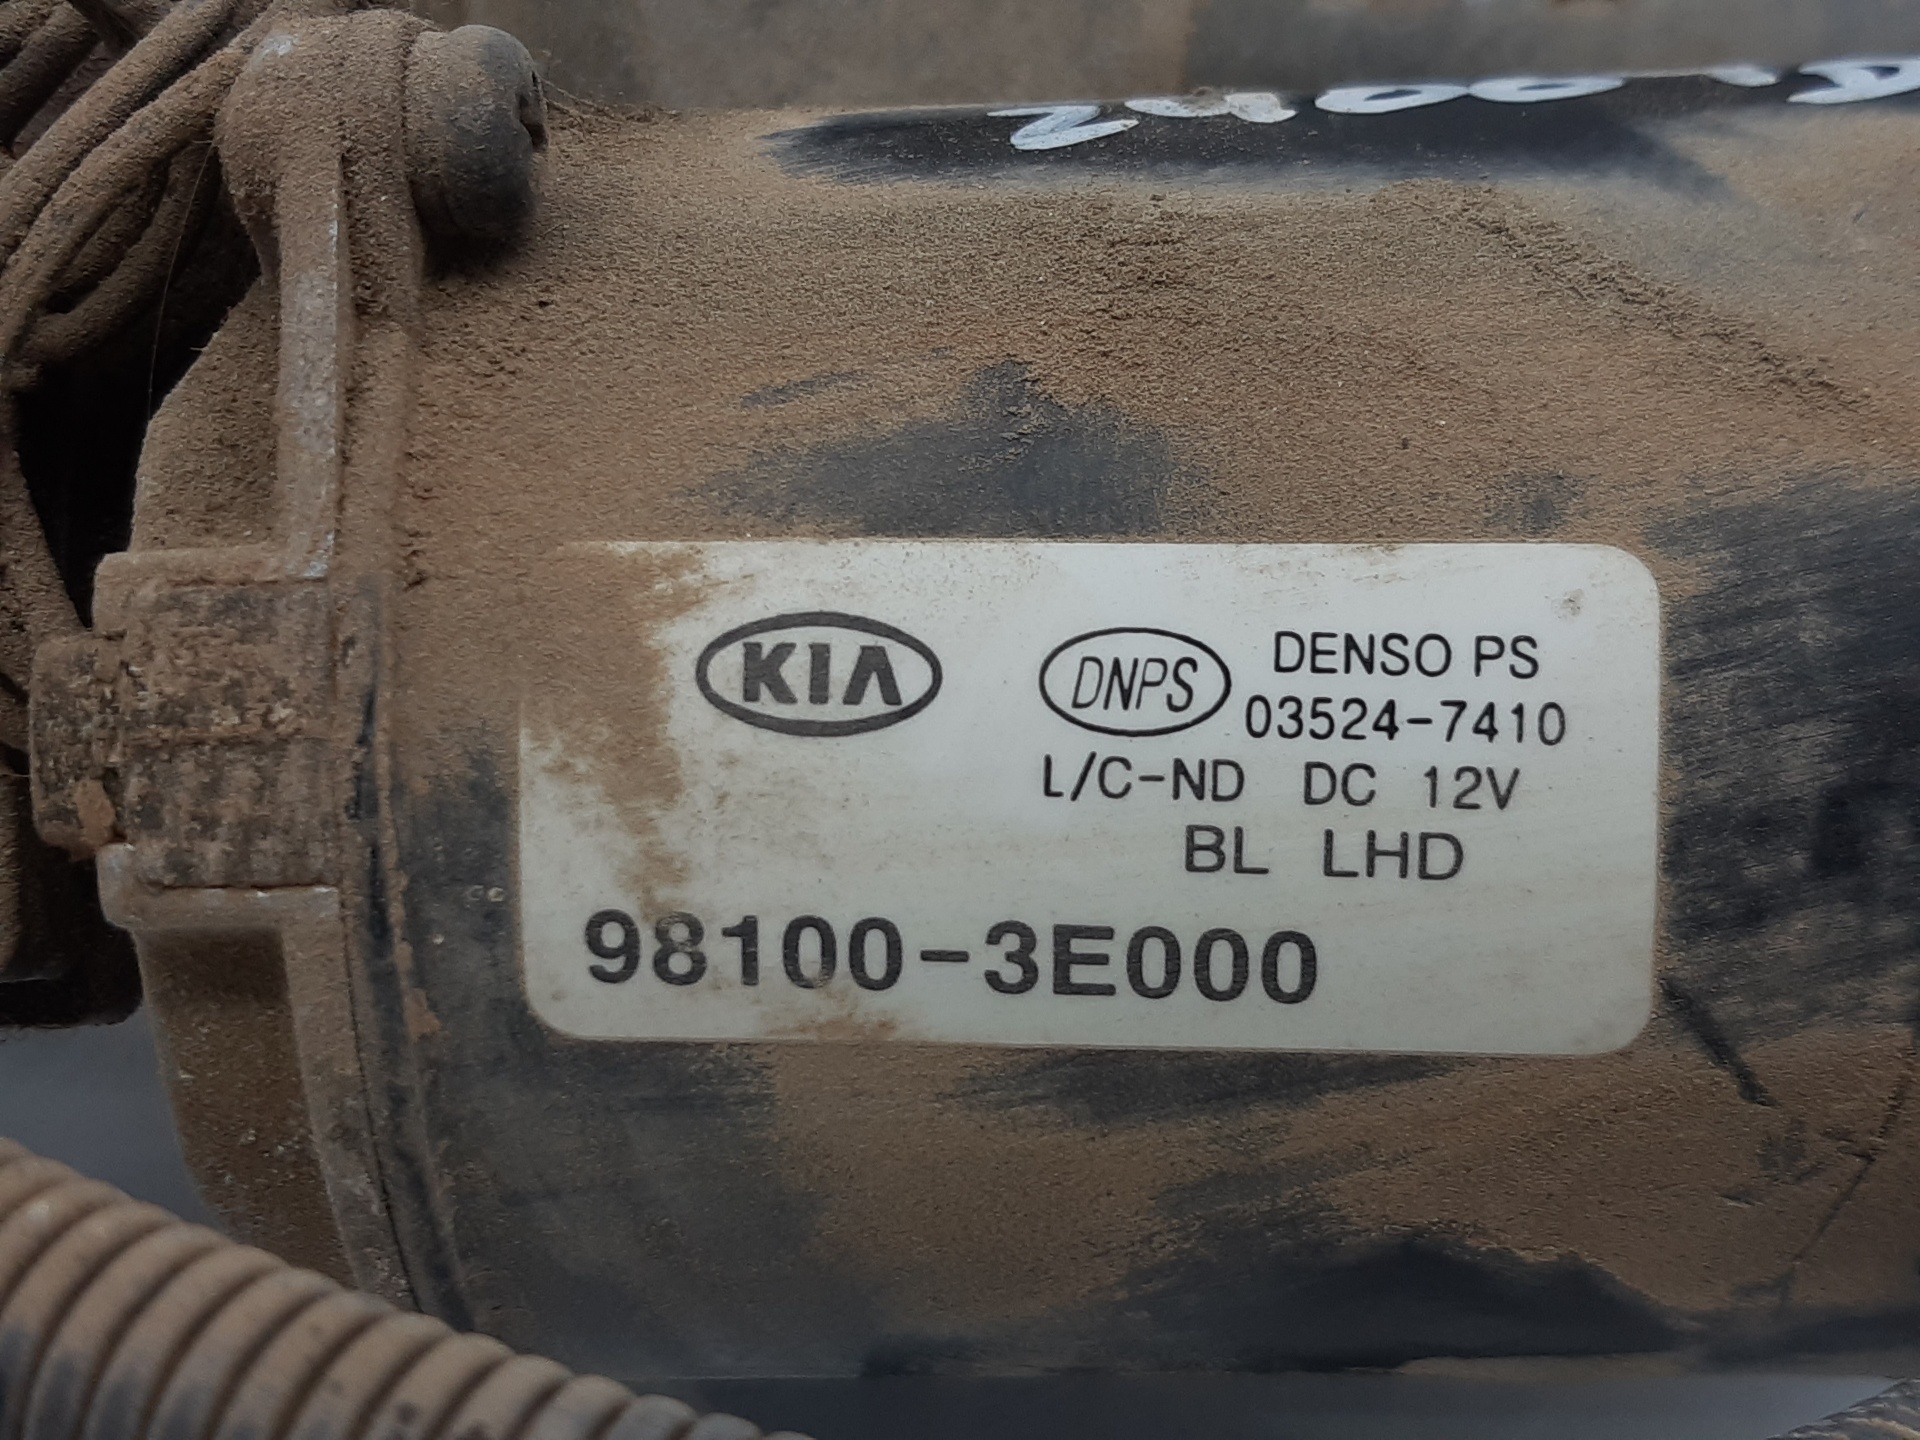 KIA
DNPS
DENSO PS
03524-7410
L/C-ND DC 12V
BL LHD
98100-3E000